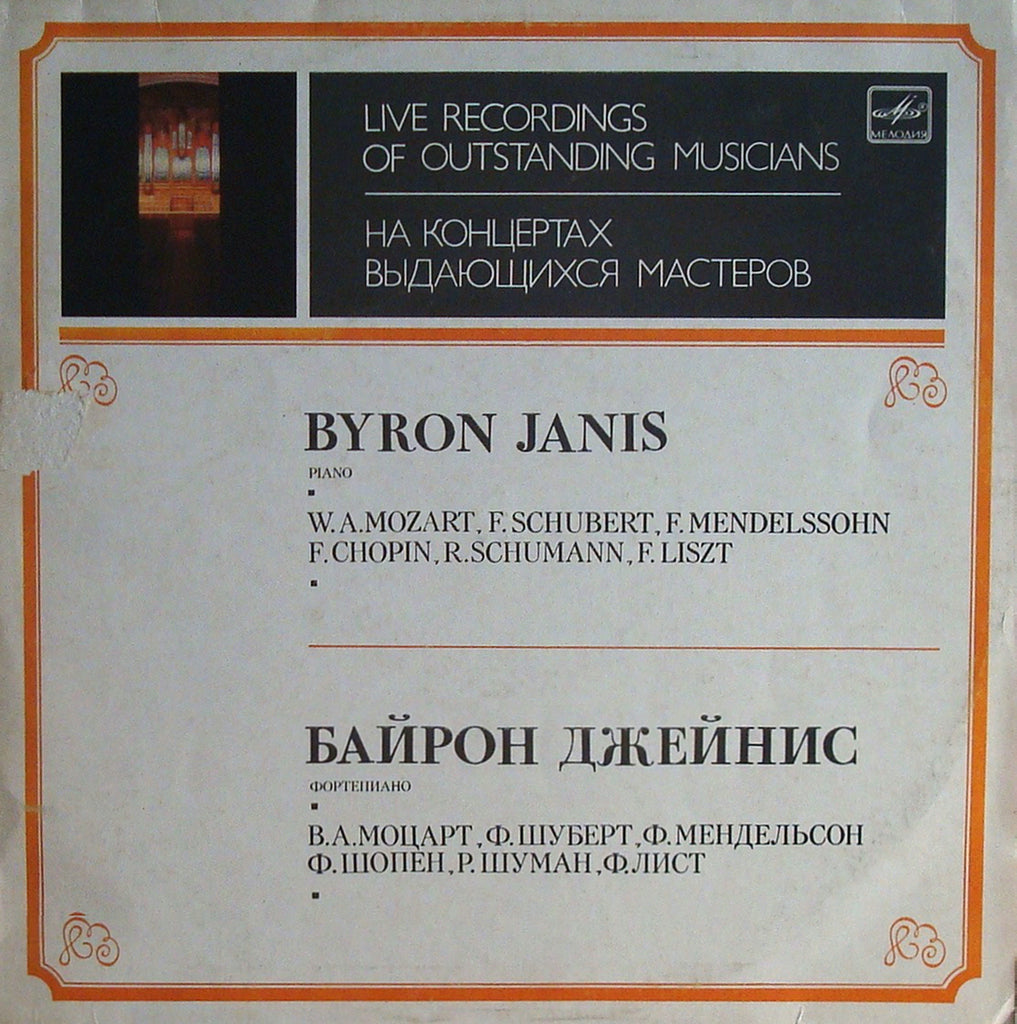 LIVE RECORDINGS
OF OUTSTANDING MUSICIANS
МЕЛОДИЯ
НА КОНЦЕРТАХ
ВЫДАЮЩИХСЯ МАСТЕРОВ
BYRON JANIS
PIANO
W.A.MOZART, F.SCHUBERT, F.MENDELSSOHN
F.CHOPIN, R.SCHUMANN, F.LISZT
БАЙРОН ДЖЕЙНИС
ФОРТЕПИАНО
В.А.МОЦАРТ, Ф.ШУБЕРТ, Ф.МЕНДЕЛЬСОН
Ф.ШОПЕН, Р.ШУМАН, Ф.ЛИСТ